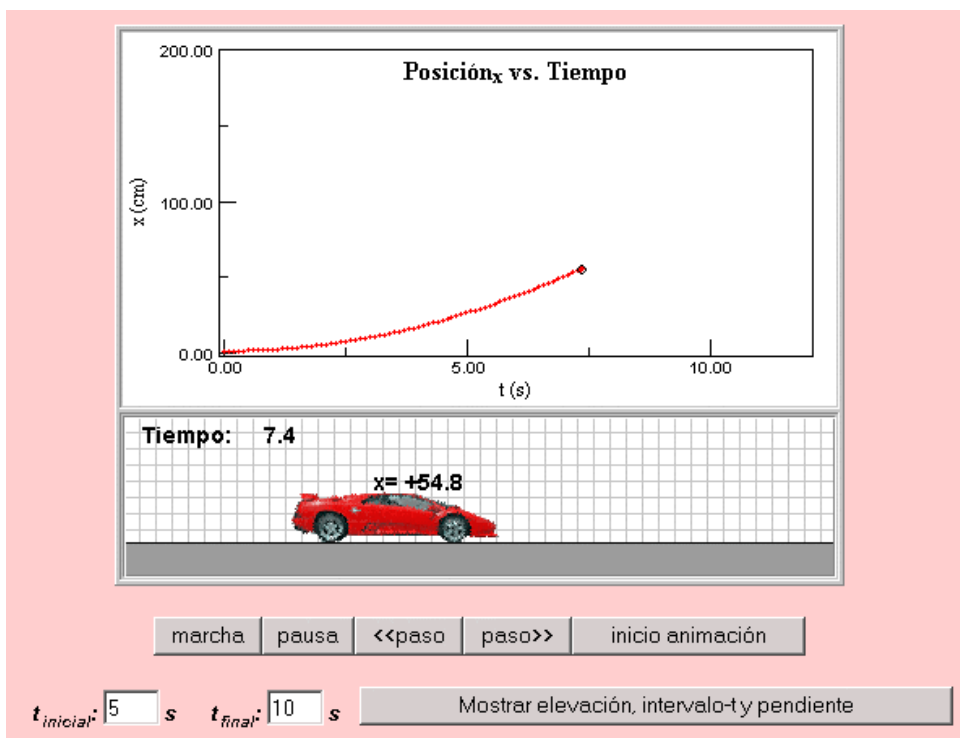 Posiciónx vs. Tiempo
200.00
100.00
0.00
x (cm)
0.00 5.00 10.00
t (s)
Tiempo: 7.4
x= +54.8
marcha pausa <<paso paso>> inicio animación
tinicial: 5 s tfinal: 10 s Mostrar elevación, intervalo-t y pendiente